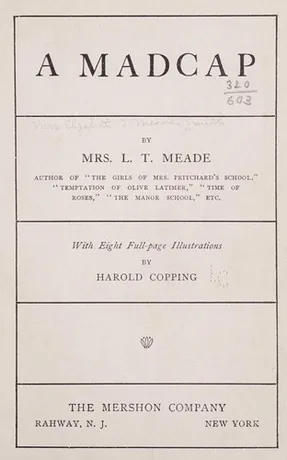 A MADCAP
320
603
BY
MRS. L. T. MEADE
AUTHOR OF "THE GIRLS OF MRS. PRITCHARD'S SCHOOL,"
"TEMPTATION OF OLIVE LATIMER," "TIME OF
ROSES," "THE MANOR SCHOOL," ETC.
With Eight Full-page Illustrations
BY
HAROLD COPPING
THE MERSHON COMPANY
RAHWAY, N. J. NEW YORK